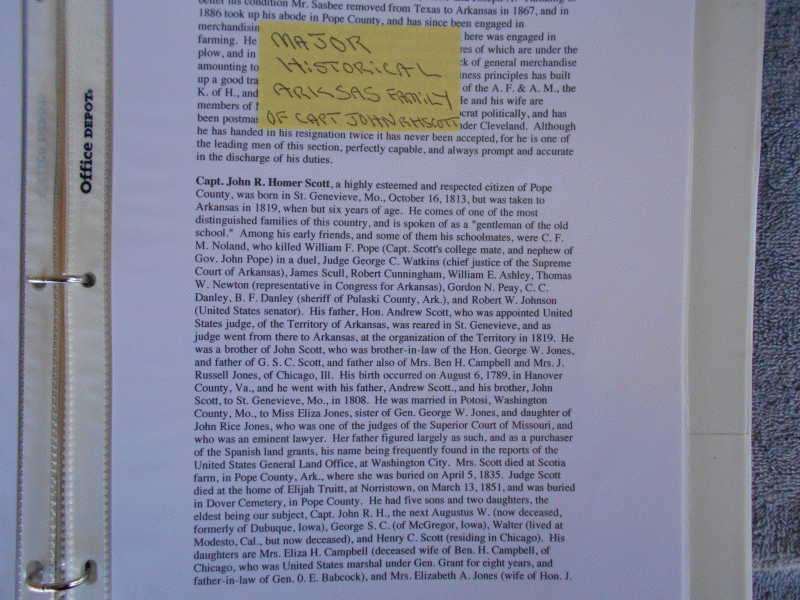 better his condition Mr. Sasbee removed from Texas to Arkansas in 1867, and in
1886 took up his abode in Pope County, and has since been engaged in
merchandisin here was engaged in
farming. He res of which are under the
plow, and in ck of general merchandise
amounting to iness principles has built
up a good tra of the A. F. & A. M., the
K. of H., and He and his wife are
members of crat politically, and has
been postmas nder Cleveland. Although
he has handed in his resignation twice it has never been accepted, for he is one of
the leading men of this section, perfectly capable, and always prompt and accurate
in the discharge of his duties.
MAJOR
HISTORICAL
ARKSAS FAMILY
OF CAPT JOHN RHSCOTT
Office DEPOT
Capt. John R. Homer Scott, a highly esteemed and respected citizen of Pope
County, was born in St. Genevieve, Mo., October 16, 1813, but was taken to
Arkansas in 1819, when but six years of age. He comes of one of the most
distinguished families of this country, and is spoken of as a "gentleman of the old
school." Among his early friends, and some of them his schoolmates, were C. F.
M. Noland, who killed William F. Pope (Capt. Scott's college mate, and nephew of
Gov. John Pope) in a duel, Judge George C. Watkins (chief justice of the Supreme
Court of Arkansas), James Scull, Robert Cunningham, William E. Ashley, Thomas
W. Newton (representative in Congress for Arkansas), Gordon N. Peay, C. C.
Danley, B. F. Danley (sheriff of Pulaski County, Ark.), and Robert W. Johnson
(United States senator). His father, Hon. Andrew Scott, who was appointed United
States judge, of the Territory of Arkansas, was reared in St. Genevieve, and as
judge went from there to Arkansas, at the organization of the Territory in 1819. He
was a brother of John Scott, who was brother-in-law of the Hon. George W. Jones,
and father of G. S. C. Scott, and father also of Mrs. Ben H. Campbell and Mrs. J.
Russell Jones, of Chicago, Ill. His birth occurred on August 6, 1789, in Hanover
County, Va., and he went with his father, Andrew Scott., and his brother, John
Scott, to St. Genevieve, Mo., in 1808. He was married in Potosi, Washington
County, Mo., to Miss Eliza Jones, sister of Gen. George W. Jones, and daughter of
John Rice Jones, who was one of the judges of the Superior Court of Missouri, and
who was an eminent lawyer. Her father figured largely as such, and as a purchaser
of the Spanish land grants, his name being frequently found in the reports of the
United States General Land Office, at Washington City. Mrs. Scott died at Scotia
farm, in Pope County, Ark., where she was buried on April 5, 1835. Judge Scott
died at the home of Elijah Truitt, at Norristown, on March 13, 1851, and was buried
in Dover Cemetery, in Pope County. He had five sons and two daughters, the
eldest being our subject, Capt. John R. H., the next Augustus W. (now deceased,
formerly of Dubuque, Iowa), George S. C. (of McGregor, Iowa), Walter (lived at
Modesto, Cal., but now deceased), and Henry C. Scott (residing in Chicago). His
daughters are Mrs. Eliza H. Campbell (deceased wife of Ben. H. Campbell, of
Chicago, who was United States marshal under Gen. Grant for eight years, and
father-in-law of Gen. 0. E. Babcock), and Mrs. Elizabeth A. Jones (wife of Hon. J.